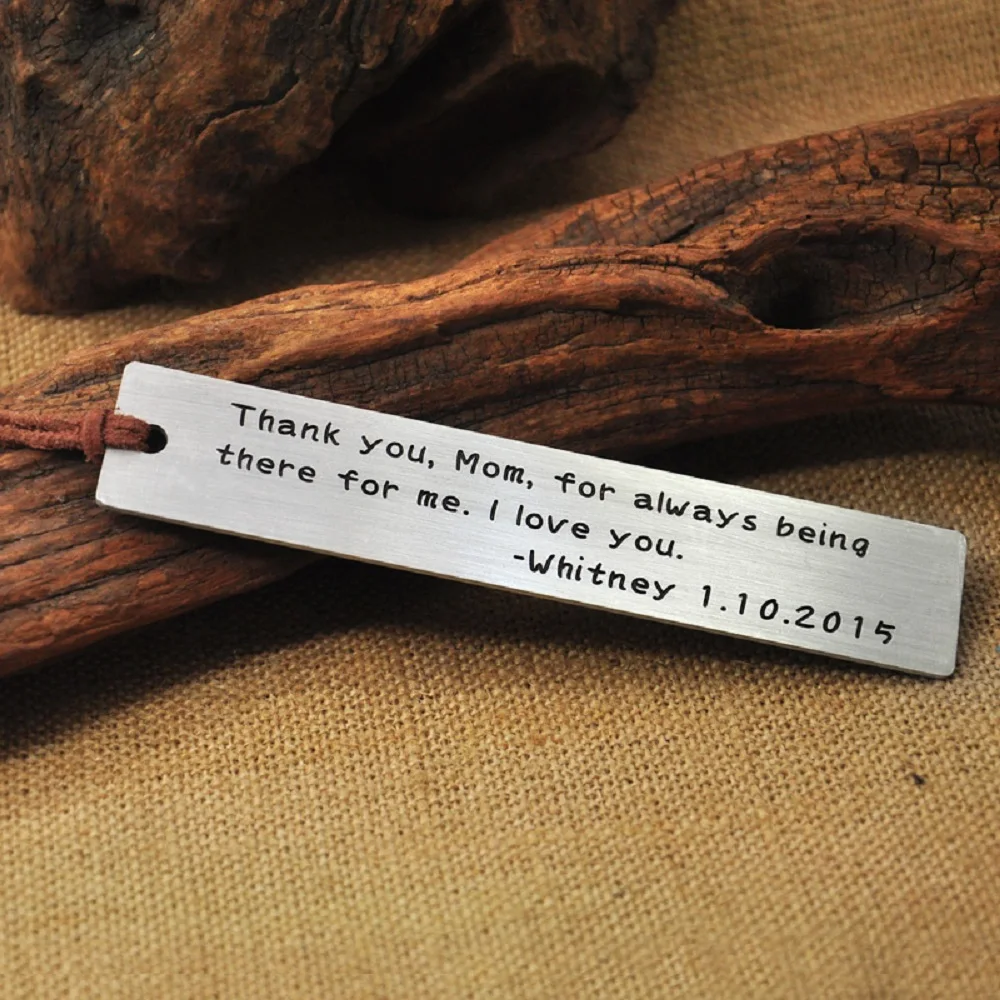 Thank you, Mom, for always being
there for me. I love you.
-Whitney 1.10.2015